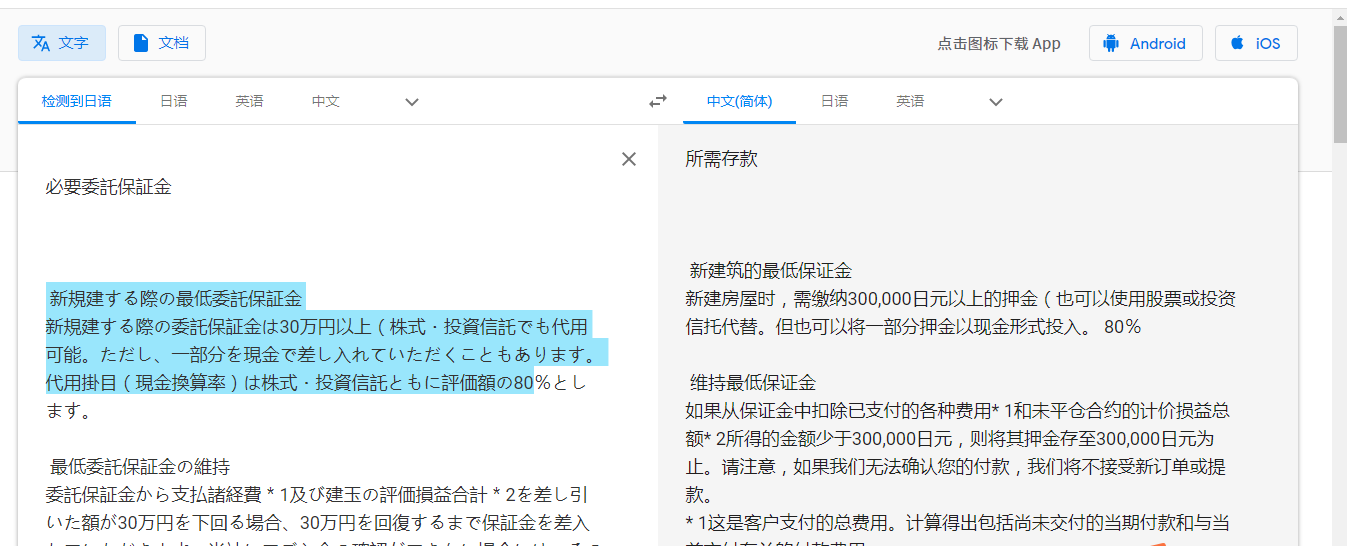 文字 文档 点击图标下载 App Android iOS
检测到日语 日语 英语 中文 中文(简体) 日语 英语
必要委託保証金
新規建する際の最低委託保証金
新規建する際の委託保証金は30万円以上（株式・投資信託でも代用
可能。ただし、一部分を現金で差し入れていただくこともあります。
代用掛目（現金換算率）は株式・投資信託ともに評価額の80％とし
ます。
最低委託保証金の維持
委託保証金から支払諸経費＊1及び建玉の評価損益合計＊2を差し引
いた額が30万円を下回る場合、30万円を回復するまで保証金を差入
所需存款
新建筑的最低保证金
新建房屋时，需缴纳300,000日元以上的押金（也可以使用股票或投资
信托代替。但也可以将一部分押金以现金形式投入。 80％
维持最低保证金
如果从保证金中扣除已支付的各种费用* 1和未平仓合约的计价损益总
额* 2所得的金额少于300,000日元，则将其押金存至300,000日元为
止。请注意，如果我们无法确认您的付款，我们将不接受新订单或提
款。
* 1这是客户支付的总费用。计算得出包括尚未交付的当期付款和与当